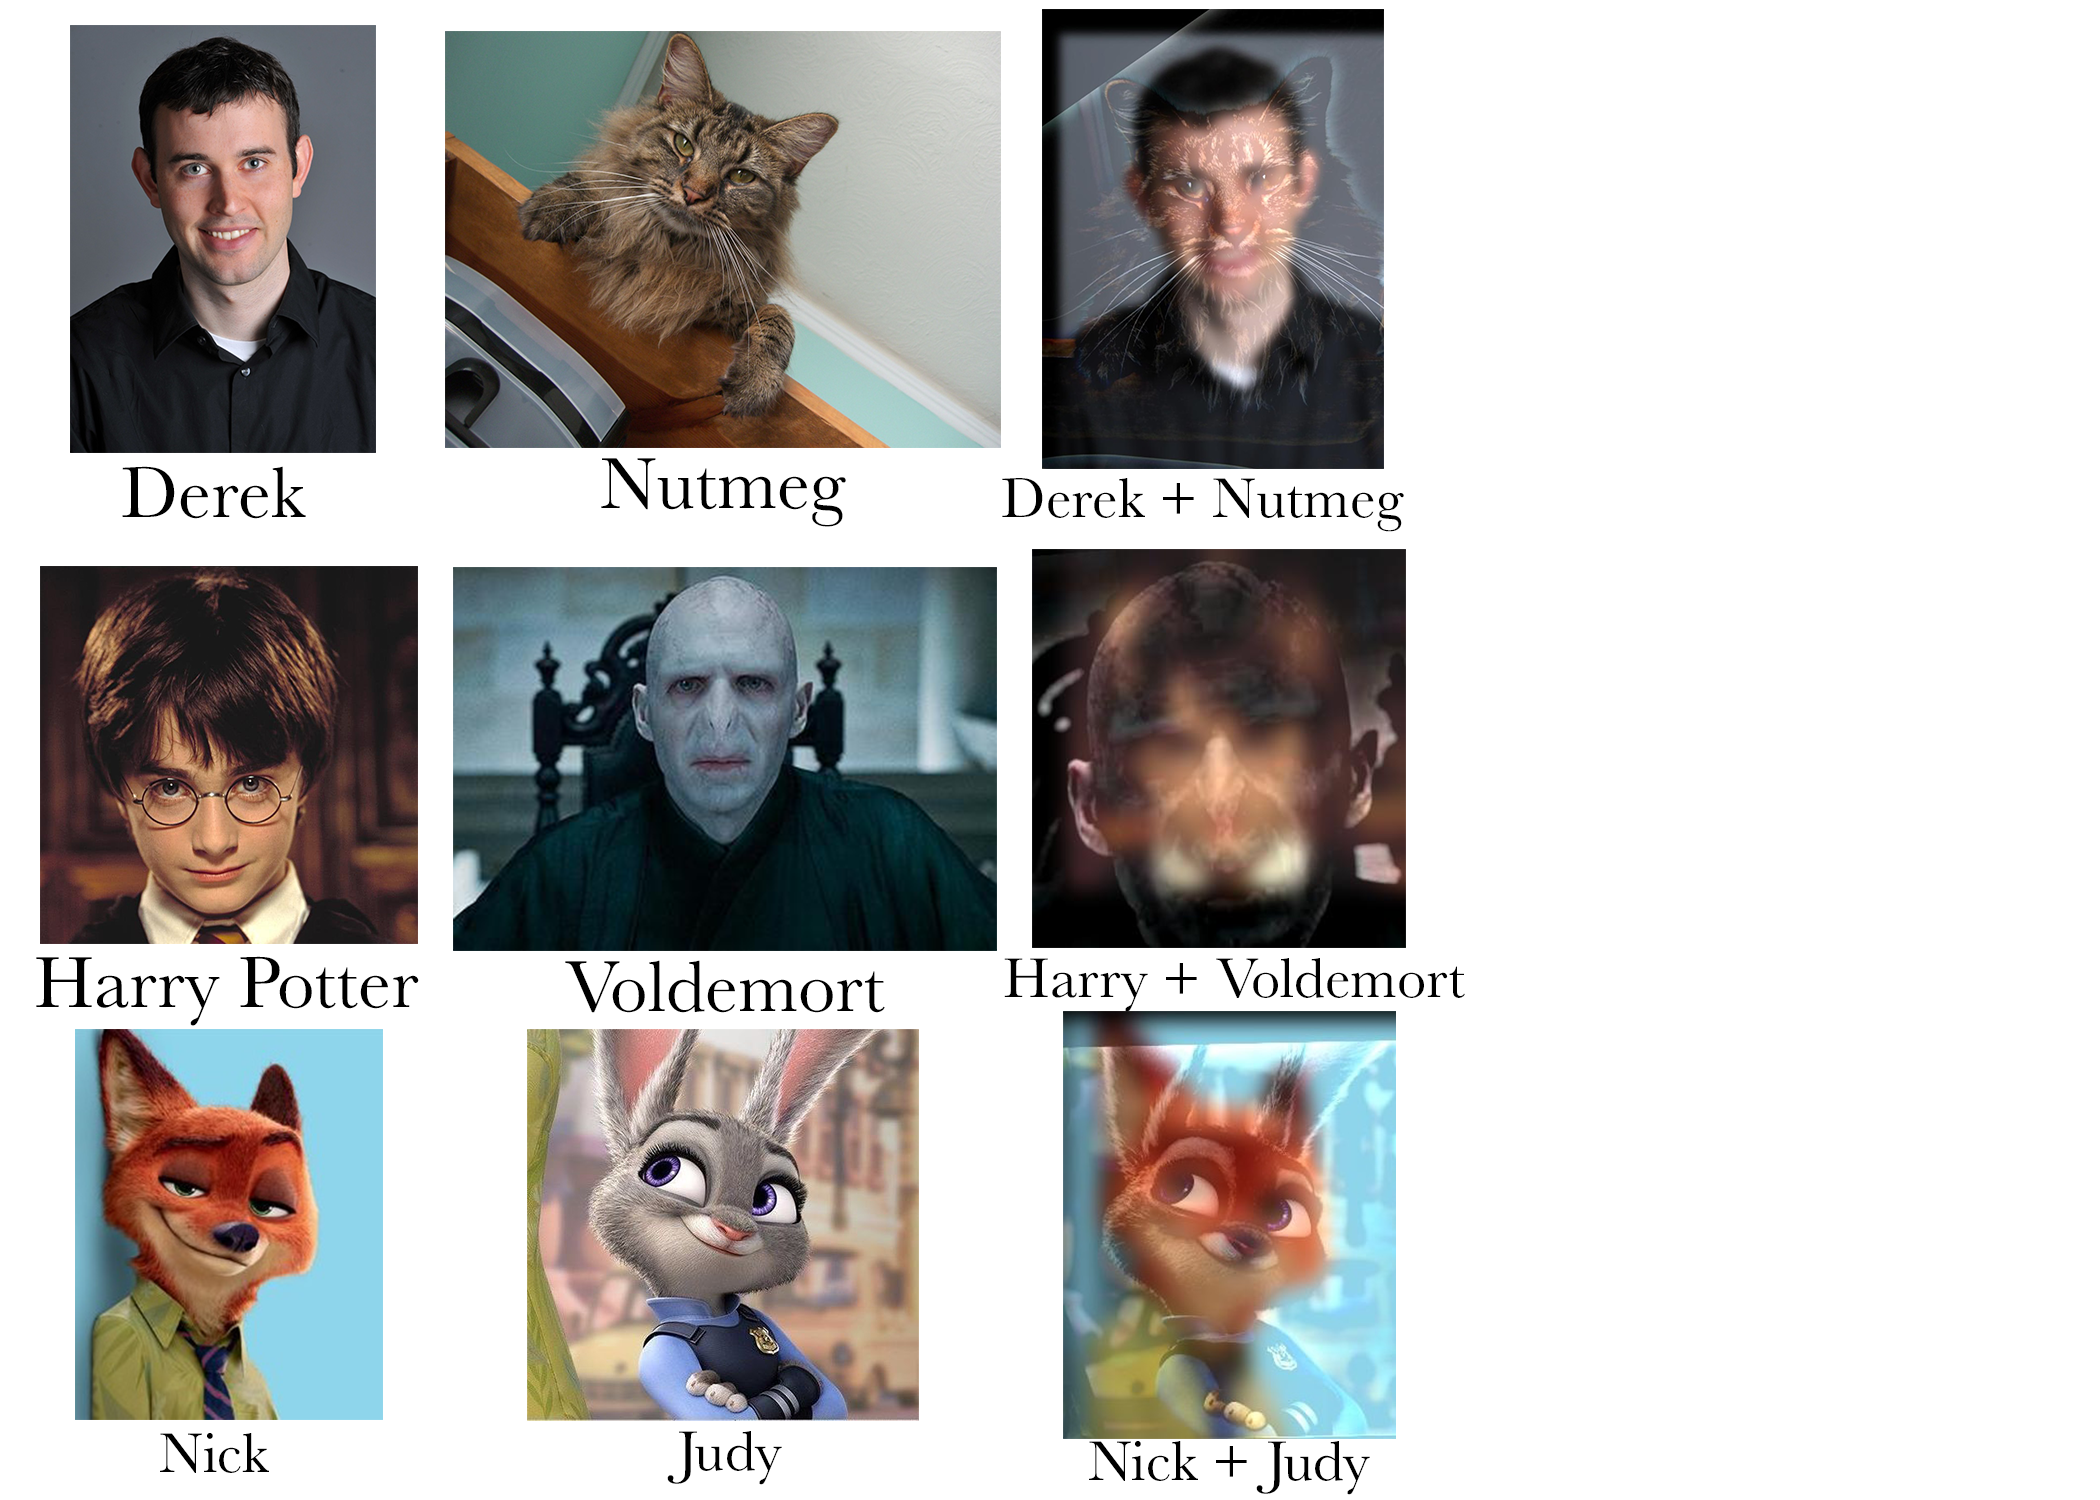 Derek
Nutmeg
Derek + Nutmeg
Harry Potter
Voldemort
Harry + Voldemort
Nick
Judy
Nick + Judy